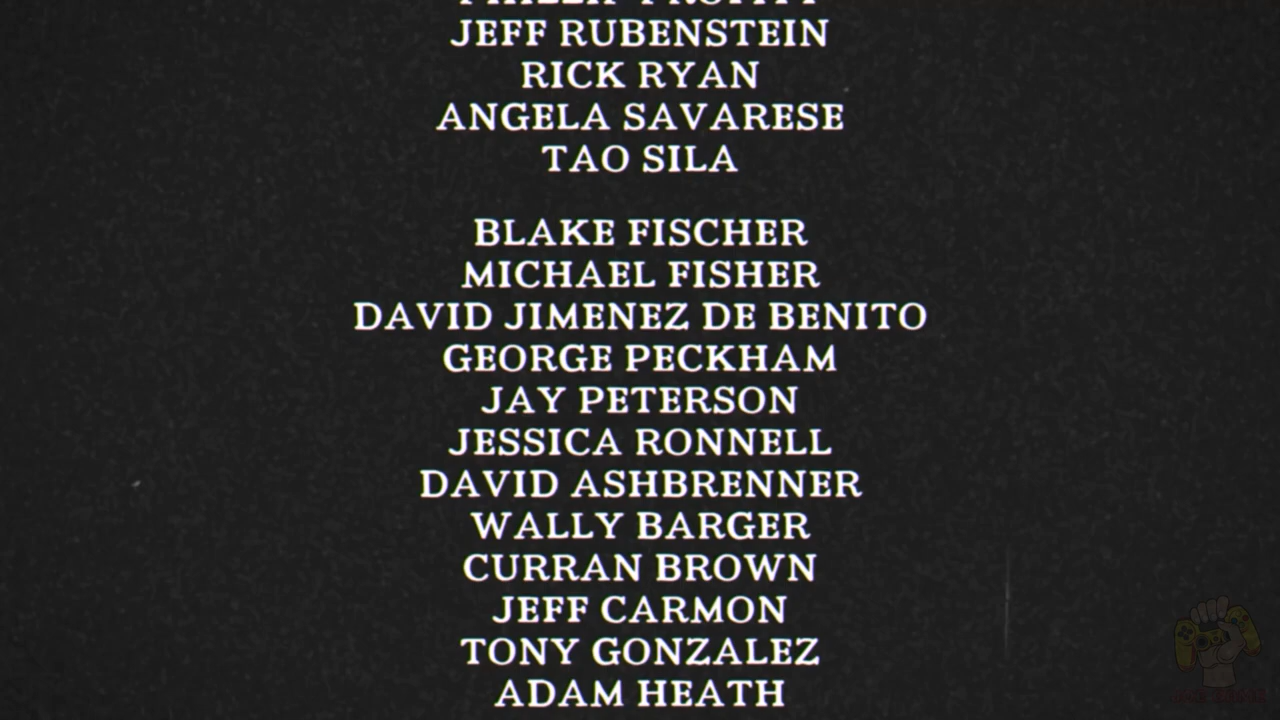 JEFF RUBENSTEIN
RICK RYAN
ANGELA SAVARESE
TAO SILA
BLAKE FISCHER
MICHAEL FISHER
DAVID JIMENEZ DE BENITO
GEORGE PECKHAM
JAY PETERSON
JESSICA RONNELL
DAVID ASHBRENNER
WALLY BARGER
CURRAN BROWN
JEFF CARMON
TONY GONZALEZ
ADAM HEATH